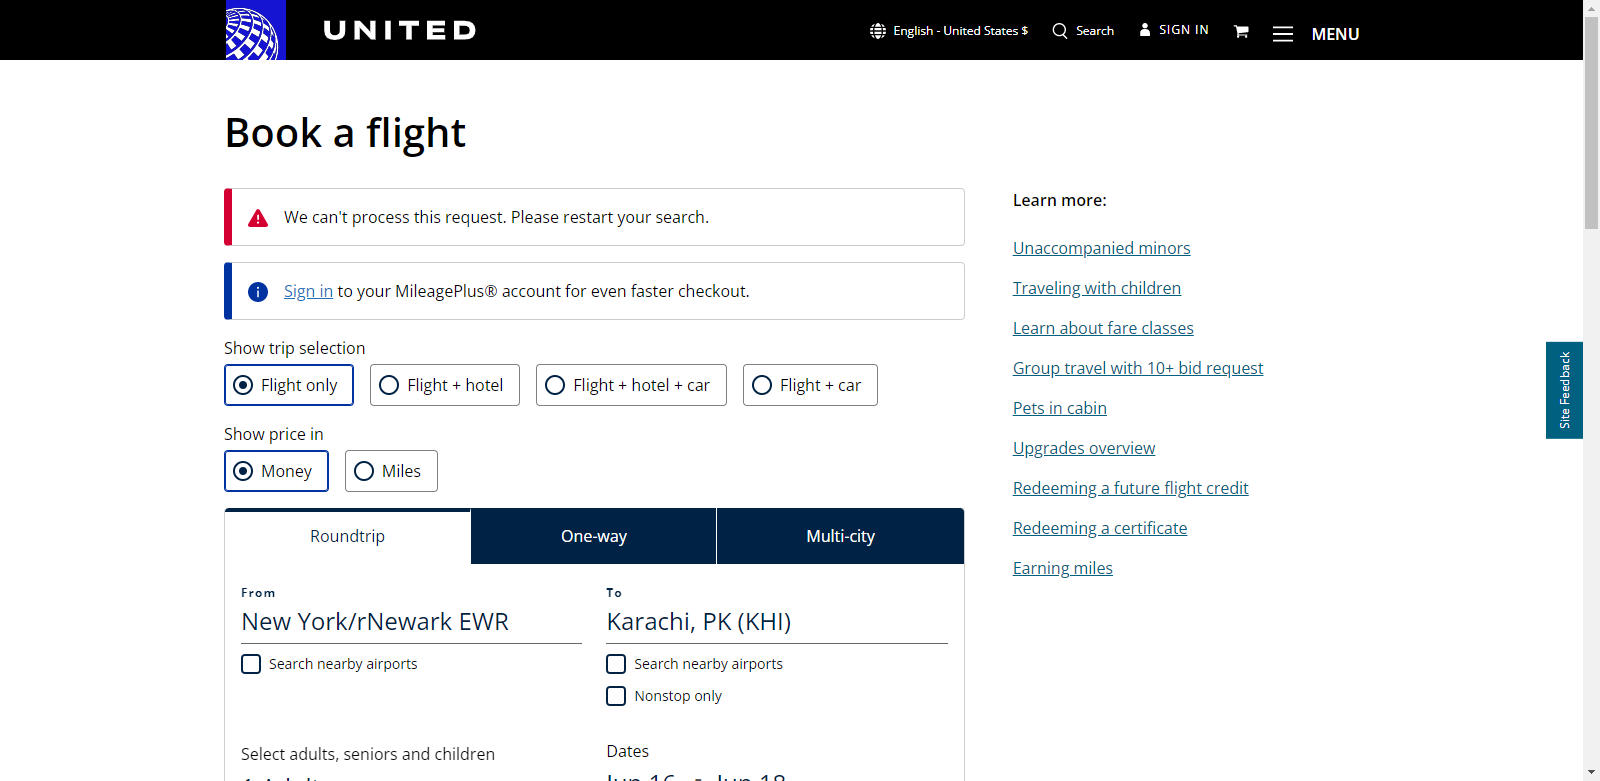 UNITED
English - United States $
Search
SIGN IN
MENU
Book a flight
We can't process this request. Please restart your search.
Sign in to your MileagePlus® account for even faster checkout.
Show trip selection
Flight only
Flight + hotel
Flight + hotel + car
Flight + car
Show price in
Money
Miles
Roundtrip
One-way
Multi-city
From
New York/rNewark EWR
Search nearby airports
To
Karachi, PK (KHI)
Search nearby airports
Nonstop only
Select adults, seniors and children
Dates
Learn more:
Unaccompanied minors
Traveling with children
Learn about fare classes
Group travel with 10+ bid request
Pets in cabin
Upgrades overview
Redeeming a future flight credit
Redeeming a certificate
Earning miles
Site Feedback